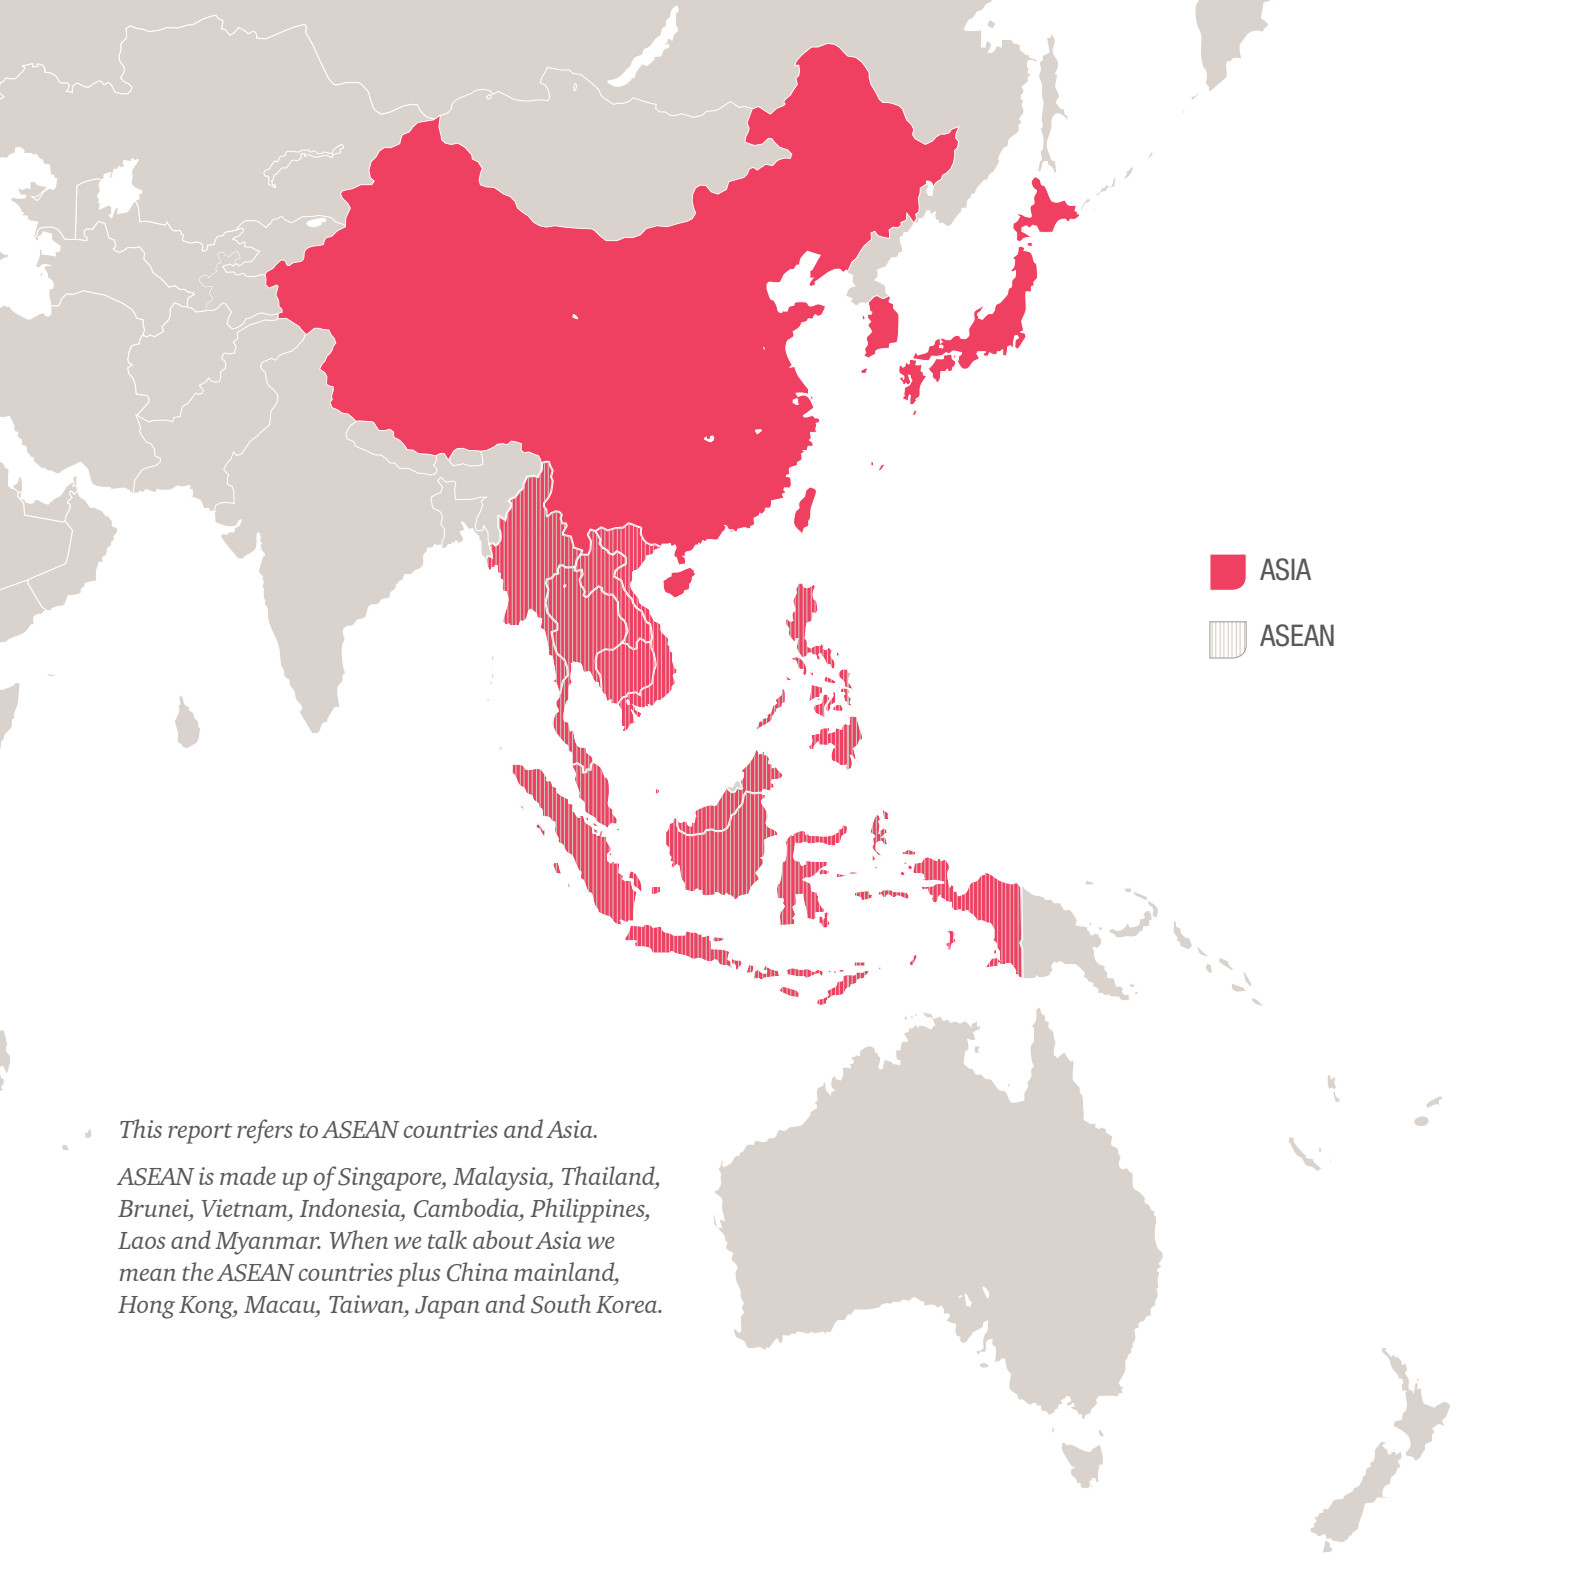 ASIA
ASEAN
This report refers to ASEAN countries and Asia.
ASEAN is made up of Singapore, Malaysia, Thailand,
Brunei, Vietnam, Indonesia, Cambodia, Philippines,
Laos and Myanmar. When we talk about Asia we
mean the ASEAN countries plus China mainland,
Hong Kong, Macau, Taiwan, Japan and South Korea.